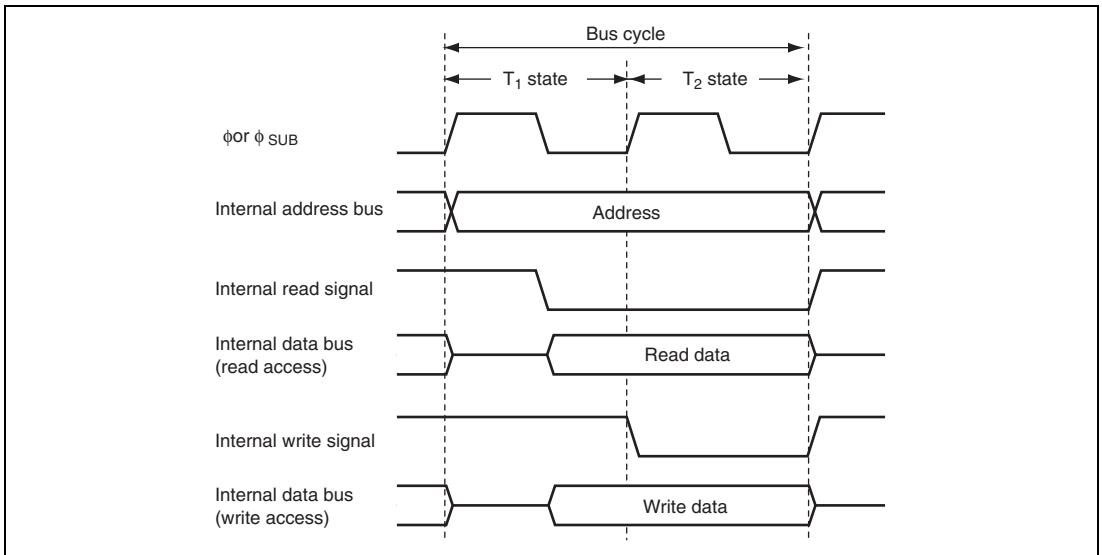 Bus cycle
T₁ state
T₂ state
ϕor ϕ SUB
Internal address bus
Address
Internal read signal
Internal data bus
(read access)
Read data
Internal write signal
Internal data bus
(write access)
Write data